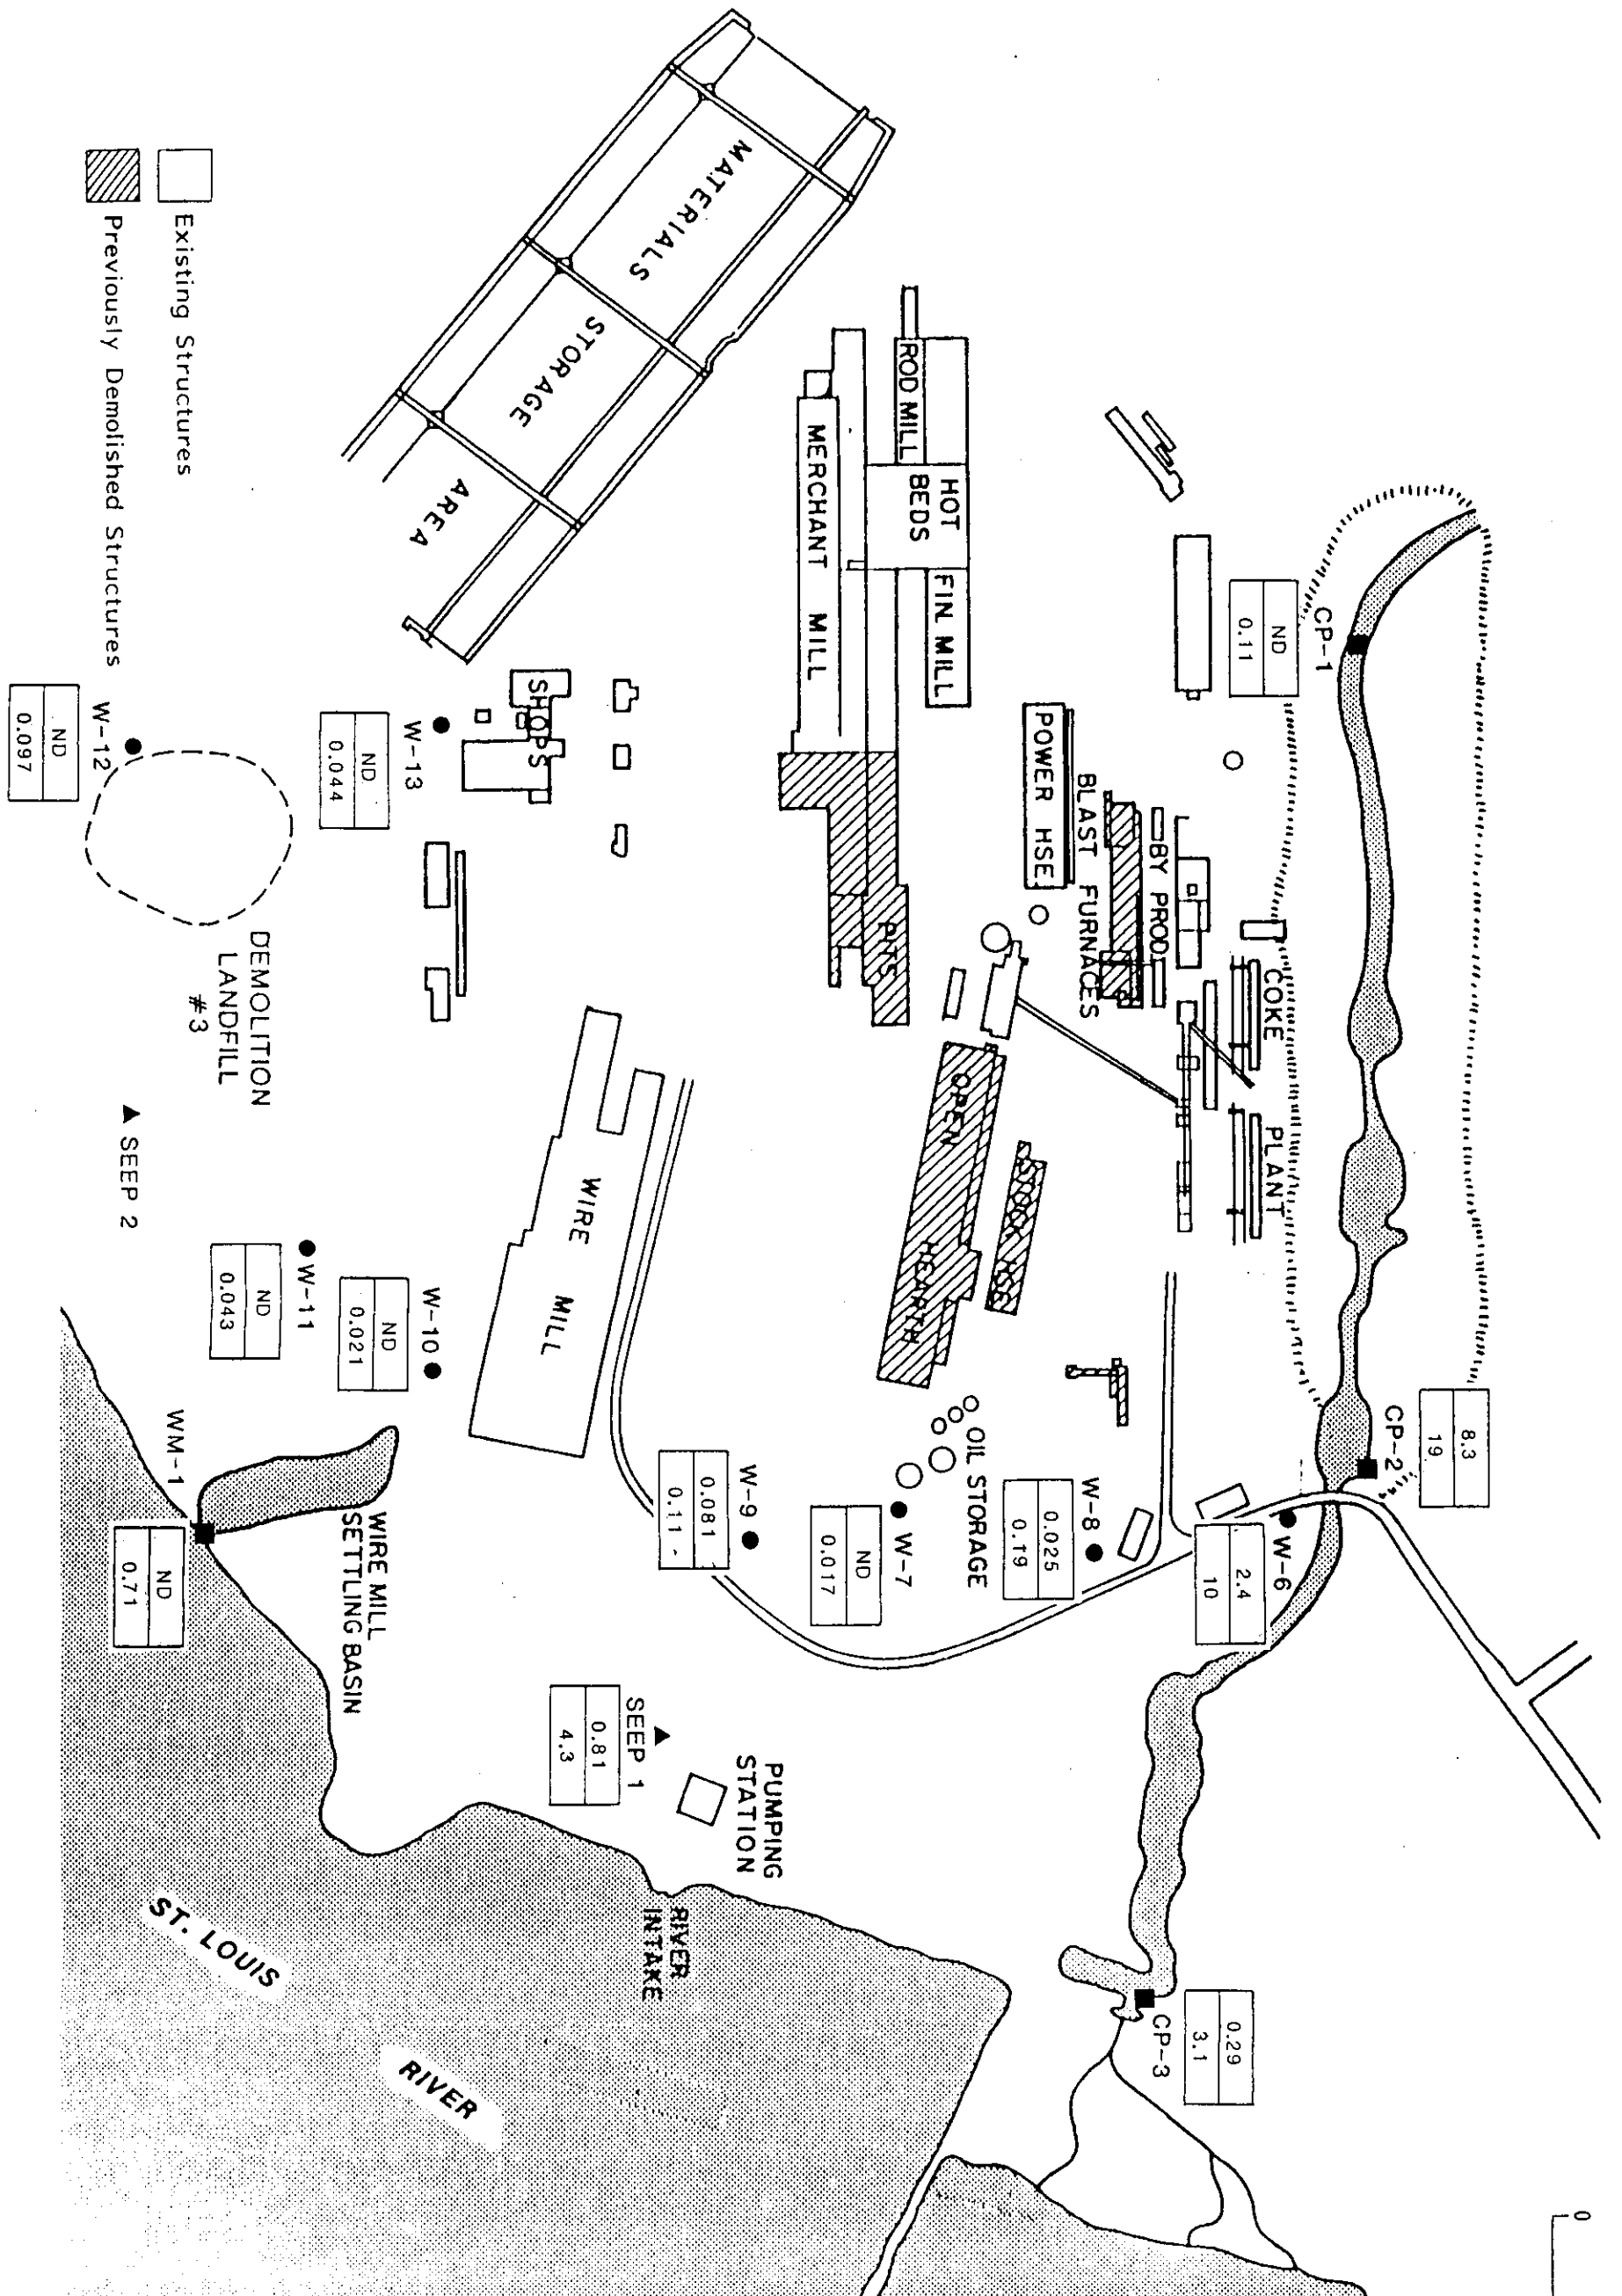 MATERIALS
STORAGE
AREA
ROD MILL
HOT
BEDS
FIN MILL
MERCHANT MILL
PITS
POWER HSE
BLAST FURNACES
BY PROD.
COKE
PLANT
OPEN
HEARTH
STOCK HSE
OIL STORAGE
SHOPS
WIRE MILL
CP-1
ND
0.11
CP-2
8.3
19
W-6
2.4
10
W-8
0.025
0.19
W-7
ND
0.017
W-9
0.081
0.11
CP-3
0.29
3.1
PUMPING
STATION
SEEP 1
0.81
4.3
RIVER
INTAKE
W-13
ND
0.044
W-12
ND
0.097
DEMOLITION
LANDFILL
#3
SEEP 2
W-11
ND
0.043
W-10
ND
0.021
WIRE MILL
SETTLING BASIN
WM-1
ND
0.71
ST. LOUIS
RIVER
Existing Structures
Previously Demolished Structures
0